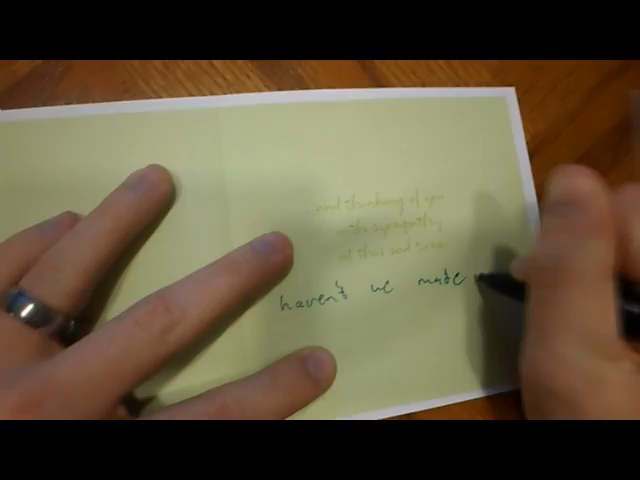 and thinking of you
with sympathy
at this sad time
haven't we made